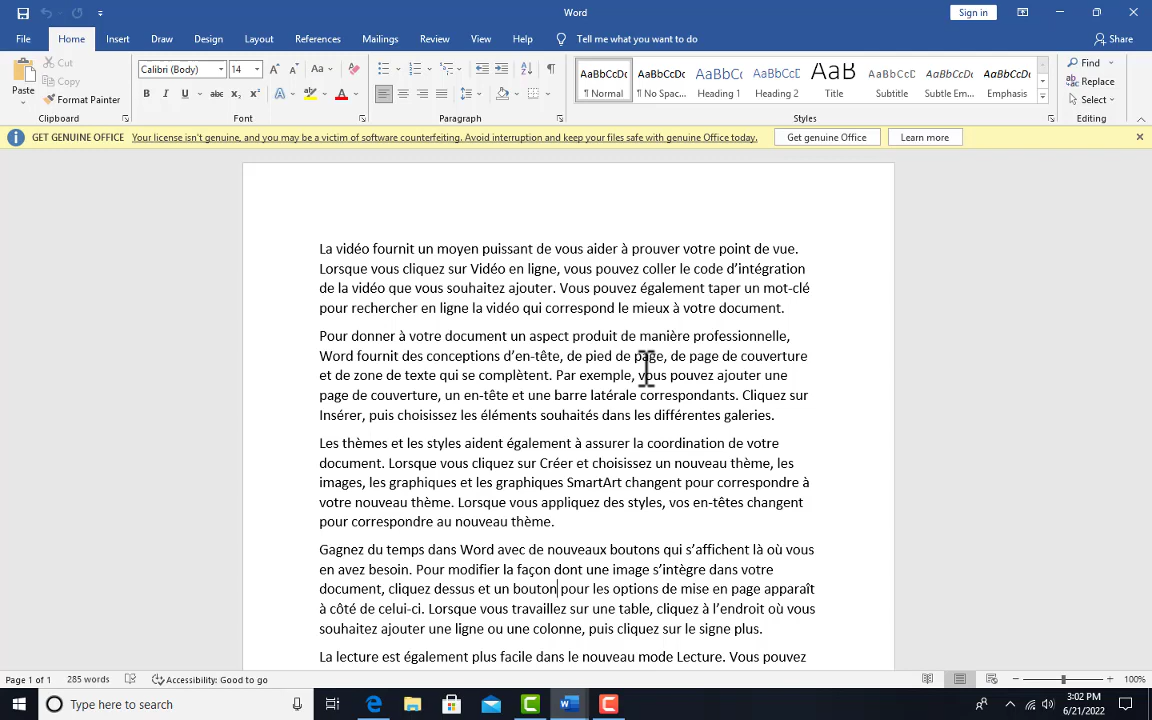 Word
Sign in
File Home Insert Draw Design Layout References Mailings Review View Help Tell me what you want to do Share
Paste
Cut
Copy
Format Painter
Calibri (Body) 14
AaBbCcDc AaBbCcDc AaBbCc AaBbCcD AaB AaBbCcD AaBbCcDc AaBbCcDc
¶ Normal ¶ No Spac... Heading 1 Heading 2 Title Subtitle Subtle Em... Emphasis
Find
Replace
Select
Clipboard Font Paragraph Styles Editing
GET GENUINE OFFICE Your license isn't genuine, and you may be a victim of software counterfeiting. Avoid interruption and keep your files safe with genuine Office today. Get genuine Office Learn more
La vidéo fournit un moyen puissant de vous aider à prouver votre point de vue.
Lorsque vous cliquez sur Vidéo en ligne, vous pouvez coller le code d’intégration
de la vidéo que vous souhaitez ajouter. Vous pouvez également taper un mot-clé
pour rechercher en ligne la vidéo qui correspond le mieux à votre document.
Pour donner à votre document un aspect produit de manière professionnelle,
Word fournit des conceptions d’en-tête, de pied de page, de page de couverture
et de zone de texte qui se complètent. Par exemple, vous pouvez ajouter une
page de couverture, un en-tête et une barre latérale correspondants. Cliquez sur
Insérer, puis choisissez les éléments souhaités dans les différentes galeries.
Les thèmes et les styles aident également à assurer la coordination de votre
document. Lorsque vous cliquez sur Créer et choisissez un nouveau thème, les
images, les graphiques et les graphiques SmartArt changent pour correspondre à
votre nouveau thème. Lorsque vous appliquez des styles, vos en-têtes changent
pour correspondre au nouveau thème.
Gagnez du temps dans Word avec de nouveaux boutons qui s’affichent là où vous
en avez besoin. Pour modifier la façon dont une image s’intègre dans votre
document, cliquez dessus et un bouton pour les options de mise en page apparaît
à côté de celui-ci. Lorsque vous travaillez sur une table, cliquez à l’endroit où vous
souhaitez ajouter une ligne ou une colonne, puis cliquez sur le signe plus.
La lecture est également plus facile dans le nouveau mode Lecture. Vous pouvez
Page 1 of 1 285 words Accessibility: Good to go 100%
Type here to search
3:02 PM
6/21/2022